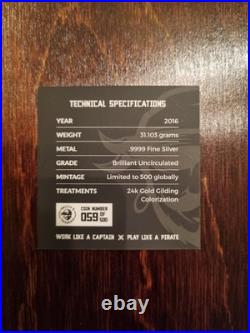 TECHNICAL SPECIFICATIONS
YEAR 2016
WEIGHT 31.103 grams
METAL .9999 Fine Silver
GRADE Brilliant Uncirculated
MINTAGE Limited to 500 globally
TREATMENTS 24k Gold Gilding
Colorization
COIN NUMBER
059 OF
500
WORK LIKE A CAPTAIN PLAY LIKE A PIRATE